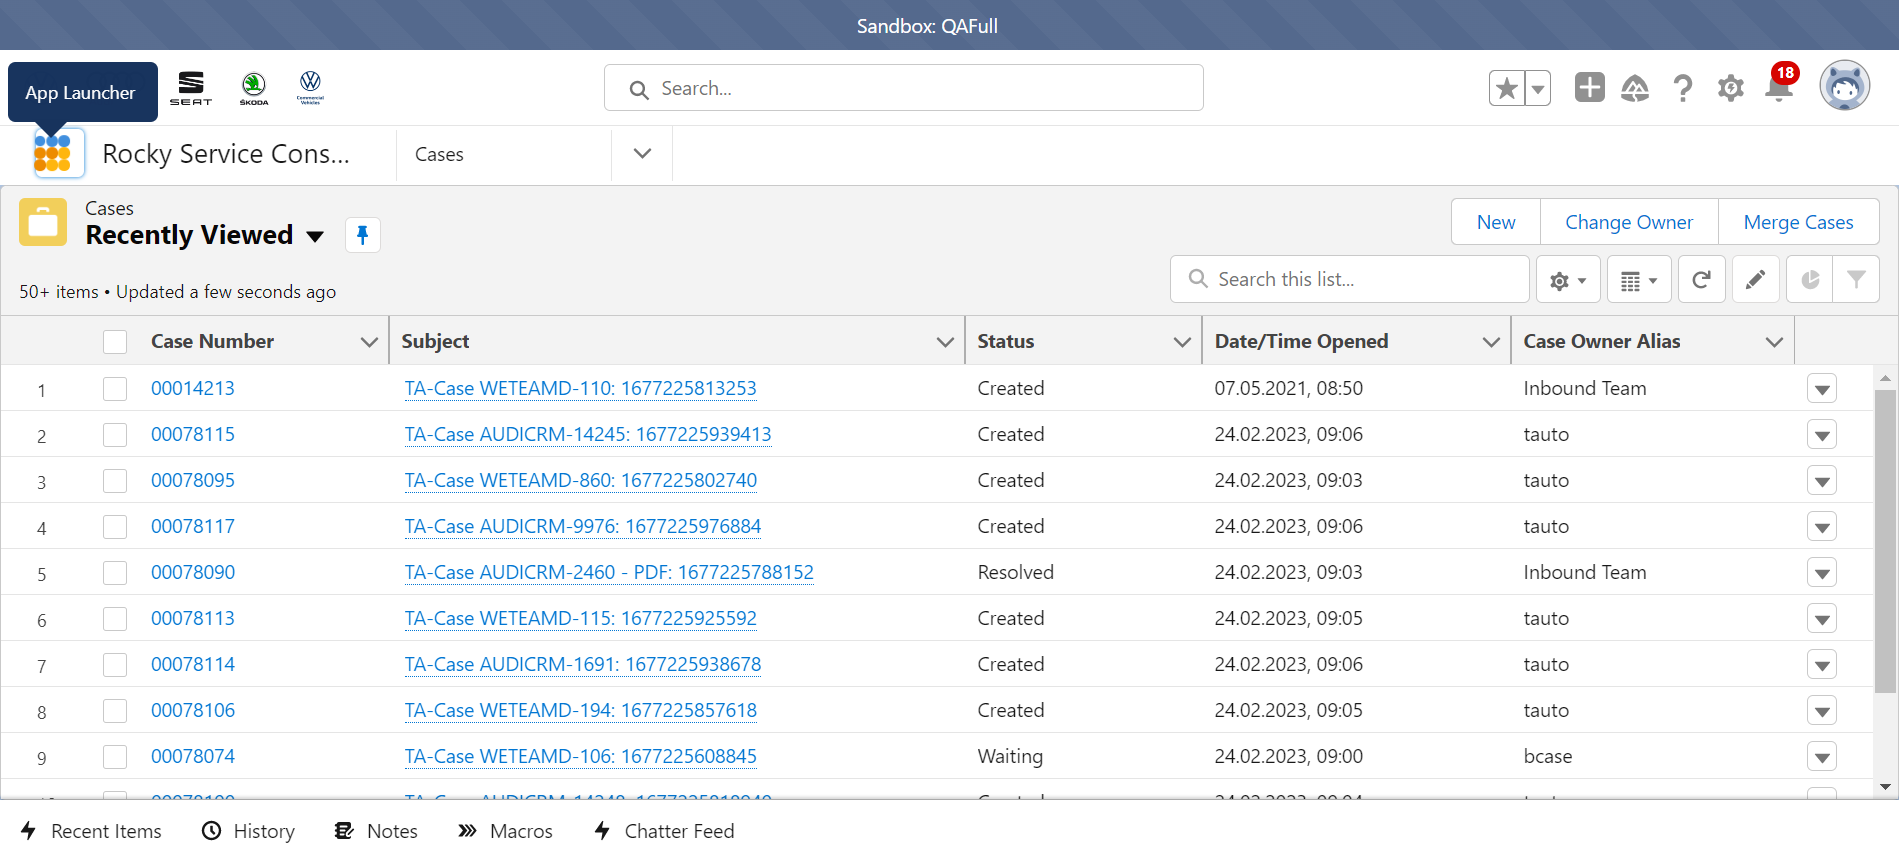 Sandbox: QAFull
App Launcher
SEAT
ŠKODA
Commercial
Vehicles
Search...
18
Rocky Service Cons...
Cases
Cases
Recently Viewed
New
Change Owner
Merge Cases
50+ items • Updated a few seconds ago
Search this list...
Case Number Subject Status Date/Time Opened Case Owner Alias
1 00014213 TA-Case WETEAMD-110: 1677225813253 Created 07.05.2021, 08:50 Inbound Team
2 00078115 TA-Case AUDICRM-14245: 1677225939413 Created 24.02.2023, 09:06 tauto
3 00078095 TA-Case WETEAMD-860: 1677225802740 Created 24.02.2023, 09:03 tauto
4 00078117 TA-Case AUDICRM-9976: 1677225976884 Created 24.02.2023, 09:06 tauto
5 00078090 TA-Case AUDICRM-2460 - PDF: 1677225788152 Resolved 24.02.2023, 09:03 Inbound Team
6 00078113 TA-Case WETEAMD-115: 1677225925592 Created 24.02.2023, 09:05 tauto
7 00078114 TA-Case AUDICRM-1691: 1677225938678 Created 24.02.2023, 09:06 tauto
8 00078106 TA-Case WETEAMD-194: 1677225857618 Created 24.02.2023, 09:05 tauto
9 00078074 TA-Case WETEAMD-106: 1677225608845 Waiting 24.02.2023, 09:00 bcase
Recent Items
History
Notes
Macros
Chatter Feed